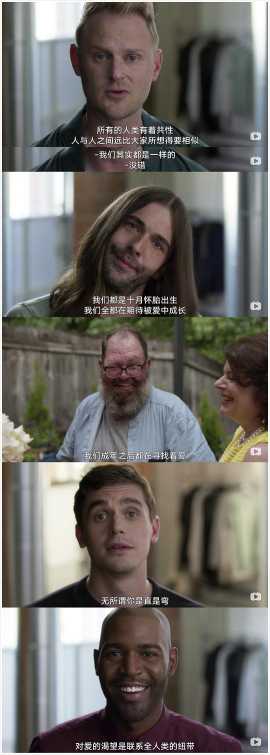 所有的人类有着共性
人与人之间远比大家所想得要相似
-我们其实都是一样的
-没错
我们都是十月怀胎出生
我们全都在期待被爱中成长
我们成年之后都在寻找着爱
无所谓你是直是弯
对爱的渴望是联系全人类的纽带